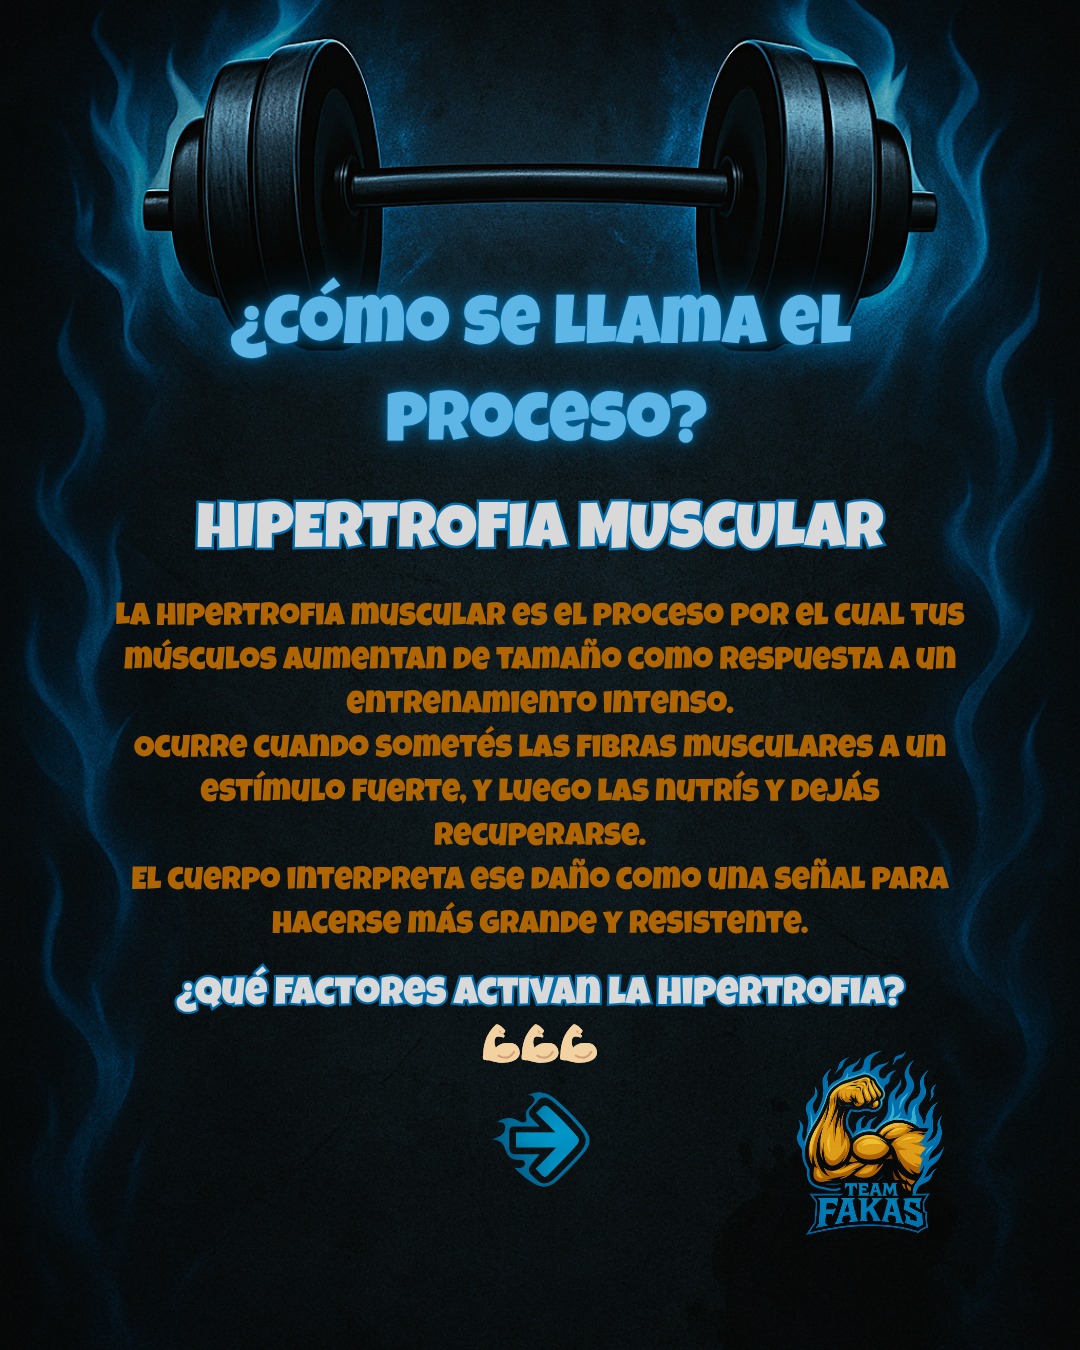 ¿Cómo se llama el
proceso?
HIPERTROFIA MUSCULAR
La hipertrofia muscular es el proceso por el cual tus
músculos aumentan de tamaño como respuesta a un
entrenamiento intenso.
Ocurre cuando sometés las fibras musculares a un
estímulo fuerte, y luego las nutrís y dejás
recuperarse.
El cuerpo interpreta ese daño como una señal para
hacerse más grande y resistente.
¿Qué factores activan la hipertrofia?
💪🏻💪🏻💪🏻
TEAM
FAKAS